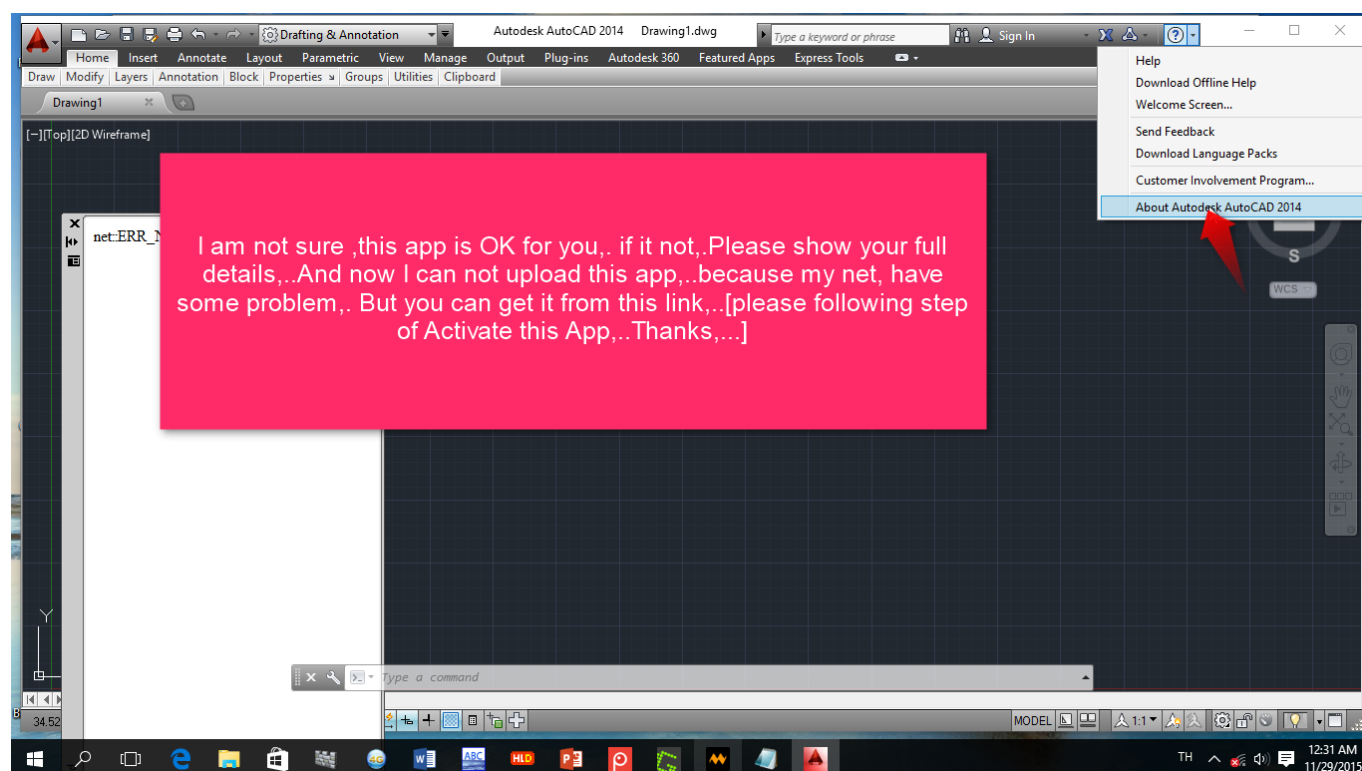 Drafting & Annotation
Autodesk AutoCAD 2014 Drawing1.dwg
Type a keyword or phrase
Sign In
Home Insert Annotate Layout Parametric View Manage Output Plug-ins Autodesk 360 Featured Apps Express Tools
Draw Modify Layers Annotation Block Properties Groups Utilities Clipboard
Drawing1
Help
Download Offline Help
Welcome Screen...
Send Feedback
Download Language Packs
Customer Involvement Program...
About Autodesk AutoCAD 2014
[−][Top][2D Wireframe]
net::ERR_
I am not sure ,this app is OK for you,. if it not,.Please show your full
details,..And now I can not upload this app,..because my net, have
some problem,. But you can get it from this link,..[please following step
of Activate this App,..Thanks,...]
S
WCS
Y
Type a command
34.52
MODEL
1:1
4G
ABC
HLD
TH
12:31 AM
11/29/2015